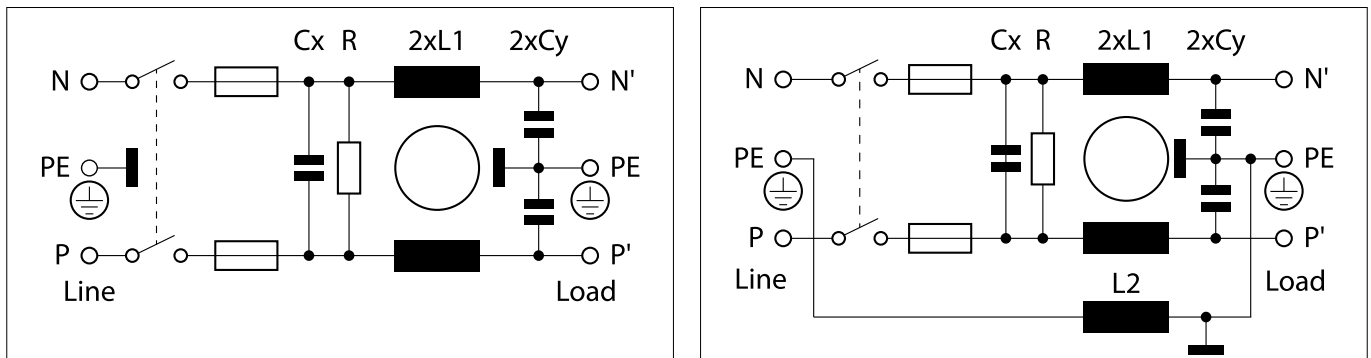 Cx R 2xL1 2xCy
N N'
PE PE
P P'
Line Load
Cx R 2xL1 2xCy
N N'
PE PE
P P'
Line L2 Load